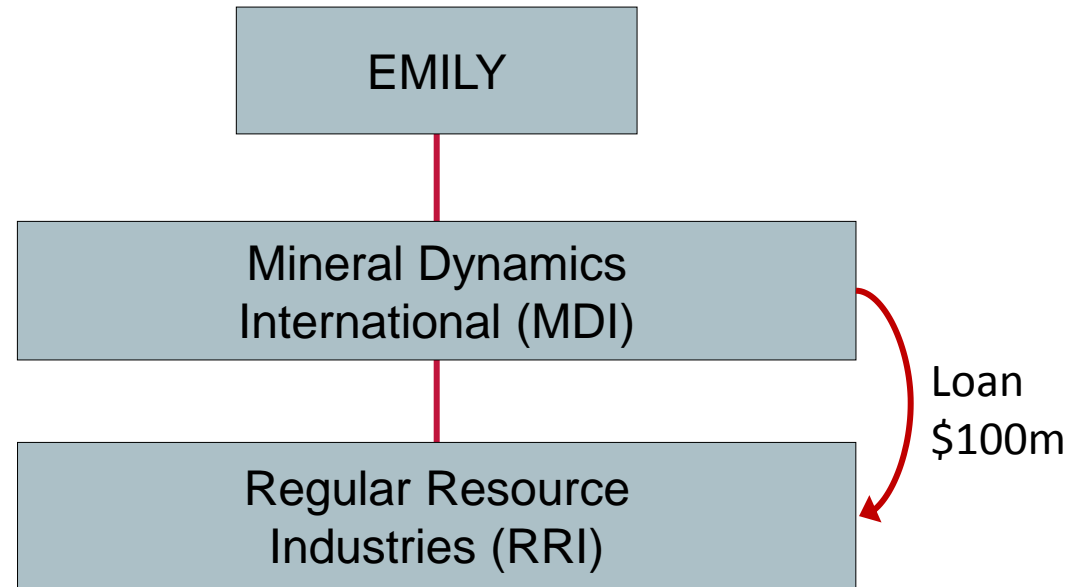 EMILY
Mineral Dynamics
International (MDI)
Loan
$100m
Regular Resource
Industries (RRI)